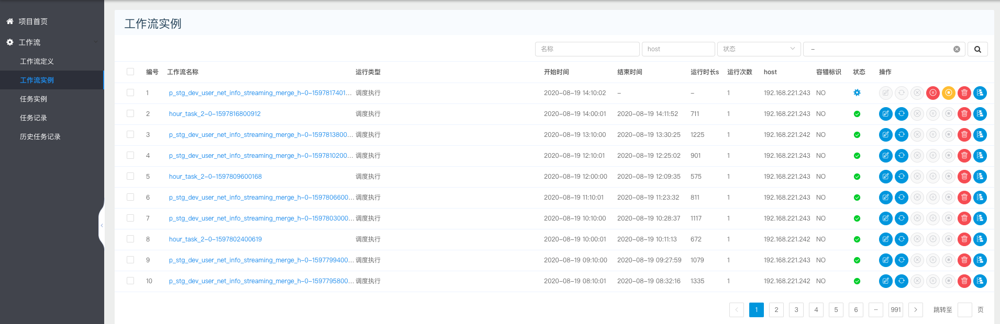 项目首页
工作流
工作流定义
工作流实例
任务实例
任务记录
历史任务记录
工作流实例
名称 host 状态 –
编号 工作流名称 运行类型 开始时间 结束时间 运行时长s 运行次数 host 容错标识 状态 操作
1 p_stg_dev_user_net_info_streaming_merge_h-0-1597817401... 调度执行 2020-08-19 14:10:02 – – 1 192.168.221.243 NO
2 hour_task_2-0-1597816800912 调度执行 2020-08-19 14:00:01 2020-08-19 14:11:52 711 1 192.168.221.243 NO
3 p_stg_dev_user_net_info_streaming_merge_h-0-1597813800... 调度执行 2020-08-19 13:10:00 2020-08-19 13:30:25 1225 1 192.168.221.242 NO
4 p_stg_dev_user_net_info_streaming_merge_h-0-1597810200... 调度执行 2020-08-19 12:10:01 2020-08-19 12:25:02 901 1 192.168.221.243 NO
5 hour_task_2-0-1597809600168 调度执行 2020-08-19 12:00:00 2020-08-19 12:09:35 575 1 192.168.221.243 NO
6 p_stg_dev_user_net_info_streaming_merge_h-0-1597806600... 调度执行 2020-08-19 11:10:01 2020-08-19 11:23:32 811 1 192.168.221.243 NO
7 p_stg_dev_user_net_info_streaming_merge_h-0-1597803000... 调度执行 2020-08-19 10:10:00 2020-08-19 10:28:37 1117 1 192.168.221.243 NO
8 hour_task_2-0-1597802400619 调度执行 2020-08-19 10:00:01 2020-08-19 10:11:13 672 1 192.168.221.242 NO
9 p_stg_dev_user_net_info_streaming_merge_h-0-1597799400... 调度执行 2020-08-19 09:10:00 2020-08-19 09:27:59 1079 1 192.168.221.243 NO
10 p_stg_dev_user_net_info_streaming_merge_h-0-1597795800... 调度执行 2020-08-19 08:10:01 2020-08-19 08:32:16 1335 1 192.168.221.242 NO
1 2 3 4 5 6 ... 991 跳转至 页